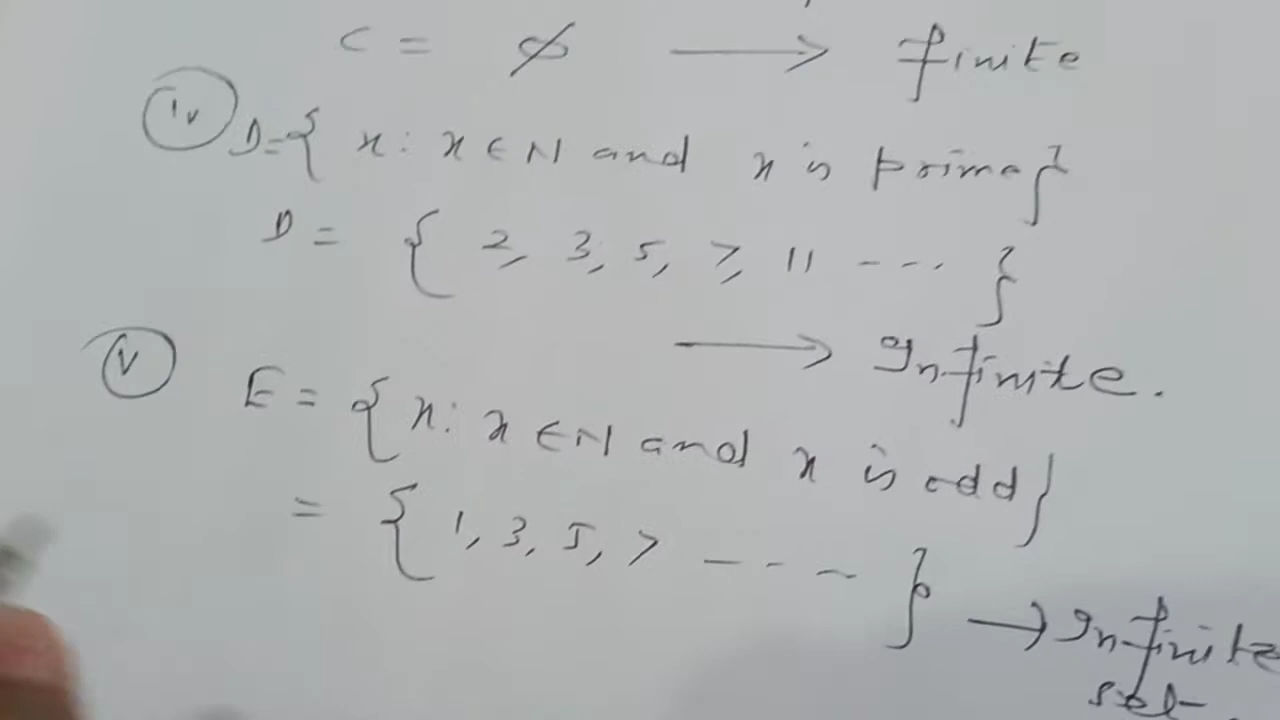 C = ϕ ⟶ finite
(iv) D = { x : x ∈ N and x is prime }
D = { 2, 3, 5, 7, 11 --- }
⟶ Infinite.
(v) E = { x : x ∈ N and x is odd }
= { 1, 3, 5, 7 ---- } → Infinite
set